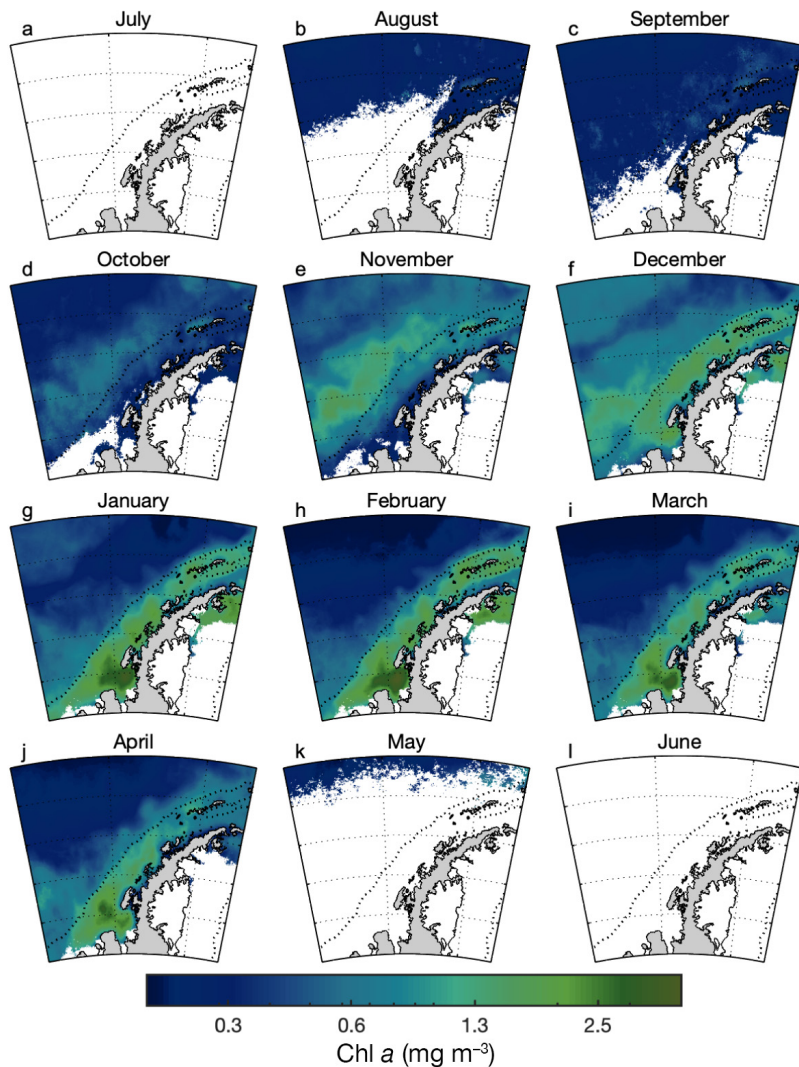 a July
b August
c September
d October
e November
f December
g January
h February
i March
j April
k May
l June
0.3 0.6 1.3 2.5
Chl a (mg m⁻³)